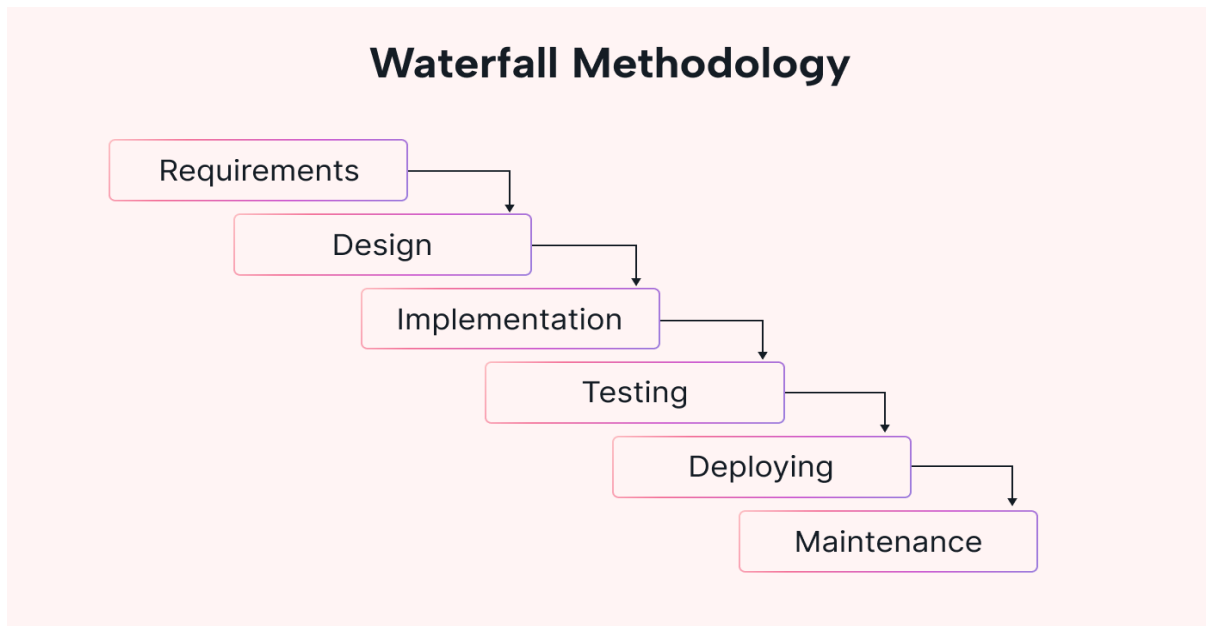 Waterfall Methodology
Requirements
Design
Implementation
Testing
Deploying
Maintenance